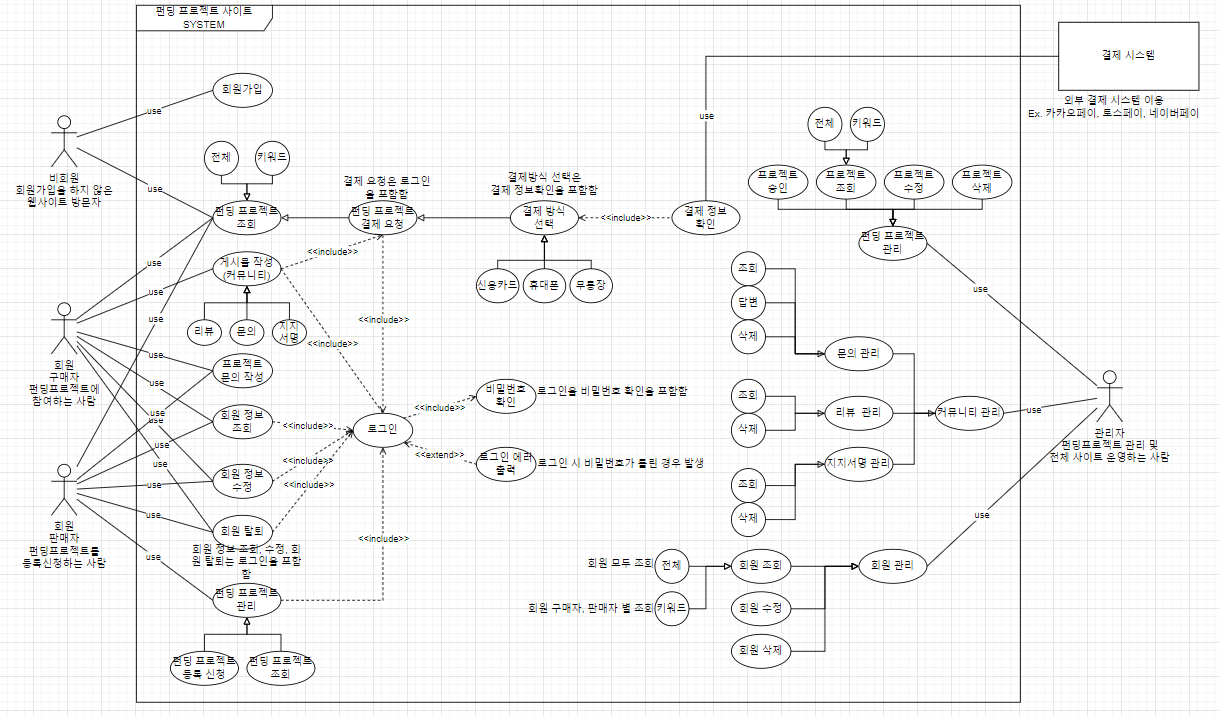 펀딩 프로젝트 사이트
SYSTEM
결제 시스템
외부 결제 시스템 이용
Ex. 카카오페이, 토스페이, 네이버페이
use
회원가입
use
비회원
회원가입을 하지 않은
웹사이트 방문자
use
전체
키워드
펀딩 프로젝트
조회
결제 요청은 로그인
을 포함함
펀딩 프로젝트
결제 요청
결제방식 선택은
결제 정보확인을 포함함
결제 방식
선택
<<include>>
결제 정보
확인
신용카드
휴대폰
무통장
전체
키워드
프로젝트
승인
프로젝트
조회
프로젝트
수정
프로젝트
삭제
펀딩 프로젝트
관리
use
<<include>>
게시물 작성
(커뮤니티)
리뷰
문의
지지
서명
<<include>>
<<include>>
use
use
use
회원
구매자
펀딩프로젝트에
참여하는 사람
use
use
use
use
use
use
프로젝트
문의 작성
회원 정보
조회
<<include>>
회원 정보
수정
<<include>>
<<include>>
회원 탈퇴
회원 정보 조회, 수정, 회
원 탈퇴는 로그인을 포함
함
로그인
<<include>>
비밀번호
확인
로그인을 비밀번호 확인을 포함함
<<extend>>
로그인 에러
출력
로그인 시 비밀번호가 틀린 경우 발생
<<include>>
회원
판매자
펀딩프로젝트를
등록신청하는 사람
use
use
use
펀딩 프로젝트
관리
펀딩 프로젝트
등록 신청
펀딩 프로젝트
조회
조회
답변
삭제
문의 관리
조회
삭제
리뷰 관리
조회
삭제
지지서명 관리
커뮤니티 관리
use
관리자
펀딩프로젝트 관리 및
전체 사이트 운영하는 사람
use
회원 모두 조회
전체
회원 구매자, 판매자 별 조회
키워드
회원 조회
회원 수정
회원 삭제
회원 관리